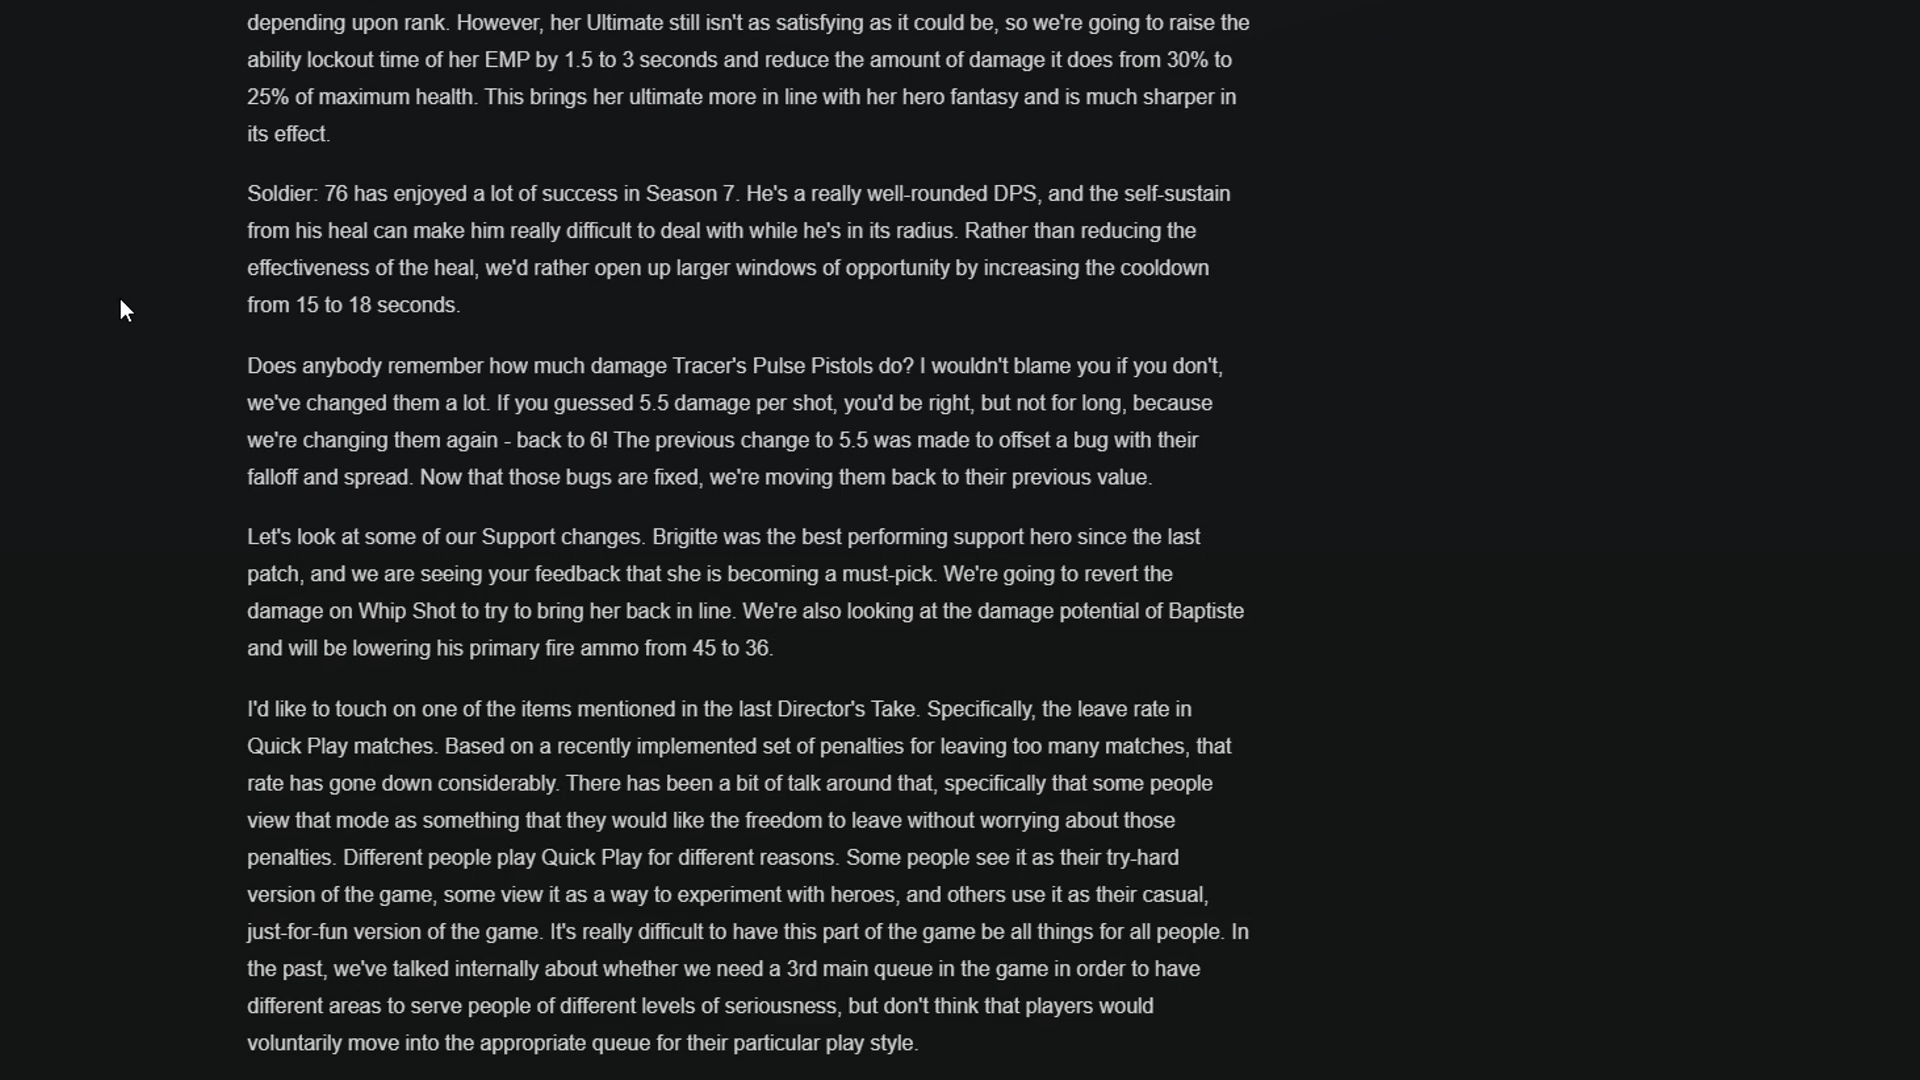 depending upon rank. However, her Ultimate still isn't as satisfying as it could be, so we're going to raise the
ability lockout time of her EMP by 1.5 to 3 seconds and reduce the amount of damage it does from 30% to
25% of maximum health. This brings her ultimate more in line with her hero fantasy and is much sharper in
its effect.
Soldier: 76 has enjoyed a lot of success in Season 7. He's a really well-rounded DPS, and the self-sustain
from his heal can make him really difficult to deal with while he's in its radius. Rather than reducing the
effectiveness of the heal, we'd rather open up larger windows of opportunity by increasing the cooldown
from 15 to 18 seconds.
Does anybody remember how much damage Tracer's Pulse Pistols do? I wouldn't blame you if you don't,
we've changed them a lot. If you guessed 5.5 damage per shot, you'd be right, but not for long, because
we're changing them again - back to 6! The previous change to 5.5 was made to offset a bug with their
falloff and spread. Now that those bugs are fixed, we're moving them back to their previous value.
Let's look at some of our Support changes. Brigitte was the best performing support hero since the last
patch, and we are seeing your feedback that she is becoming a must-pick. We're going to revert the
damage on Whip Shot to try to bring her back in line. We're also looking at the damage potential of Baptiste
and will be lowering his primary fire ammo from 45 to 36.
I'd like to touch on one of the items mentioned in the last Director's Take. Specifically, the leave rate in
Quick Play matches. Based on a recently implemented set of penalties for leaving too many matches, that
rate has gone down considerably. There has been a bit of talk around that, specifically that some people
view that mode as something that they would like the freedom to leave without worrying about those
penalties. Different people play Quick Play for different reasons. Some people see it as their try-hard
version of the game, some view it as a way to experiment with heroes, and others use it as their casual,
just-for-fun version of the game. It's really difficult to have this part of the game be all things for all people. In
the past, we've talked internally about whether we need a 3rd main queue in the game in order to have
different areas to serve people of different levels of seriousness, but don't think that players would
voluntarily move into the appropriate queue for their particular play style.